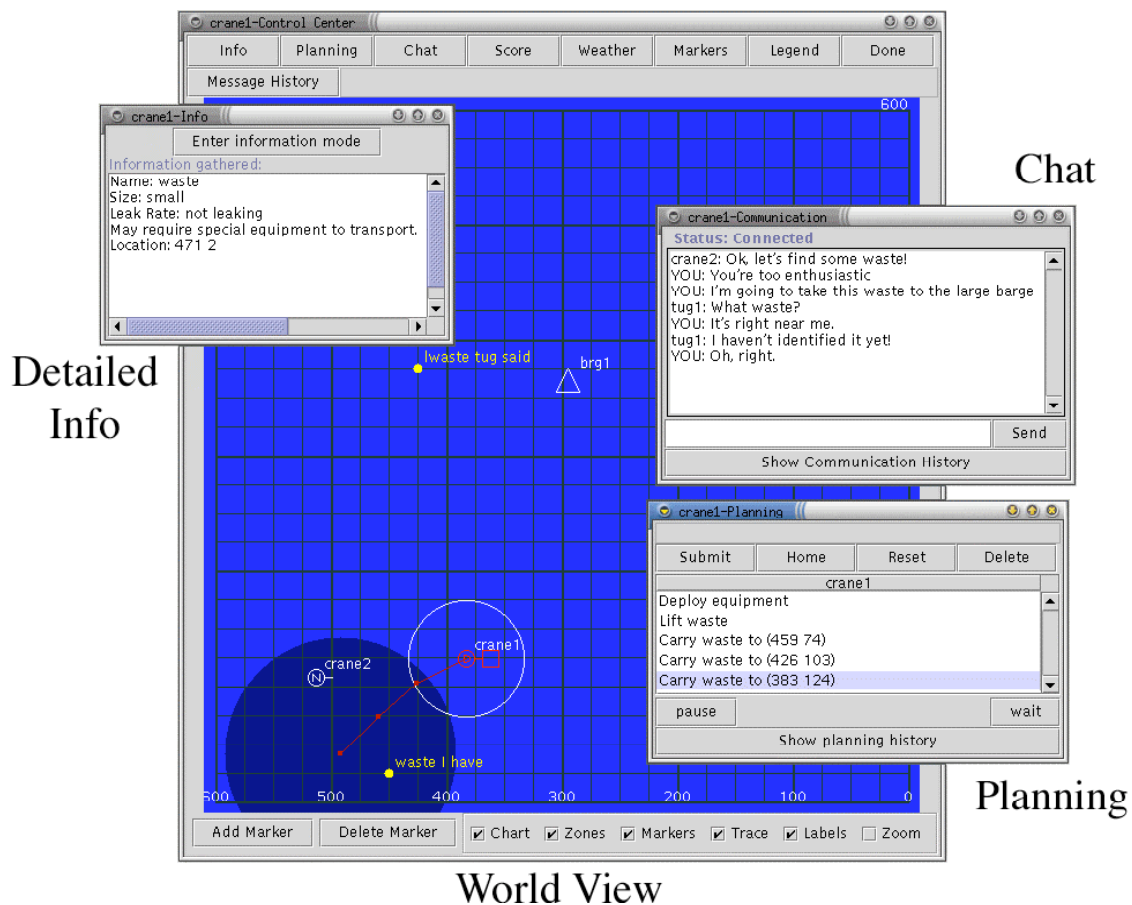 crane1-Control Center
Info Planning Chat Score Weather Markers Legend Done
Message History
600
crane1-Info
Enter information mode
Information gathered:
Name: waste
Size: small
Leak Rate: not leaking
May require special equipment to transport.
Location: 471 2
Detailed
Info
Chat
crane1-Communication
Status: Connected
crane2: Ok, let's find some waste!
YOU: You're too enthusiastic
YOU: I'm going to take this waste to the large barge
tug1: What waste?
YOU: It's right near me.
tug1: I haven't identified it yet!
YOU: Oh, right.
Send
Show Communication History
lwaste tug said
brg1
crane1-Planning
Submit Home Reset Delete
crane1
Deploy equipment
Lift waste
Carry waste to (459 74)
Carry waste to (426 103)
Carry waste to (383 124)
pause wait
Show planning history
Planning
crane1
crane2
N
waste I have
600 500 400 300 200 100 0
Add Marker Delete Marker Chart Zones Markers Trace Labels Zoom
World View